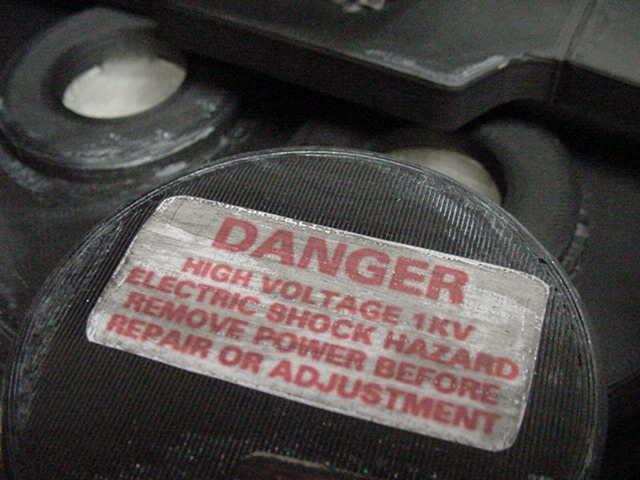 DANGER
HIGH VOLTAGE 1KV
ELECTRIC SHOCK HAZARD
REMOVE POWER BEFORE
REPAIR OR ADJUSTMENT